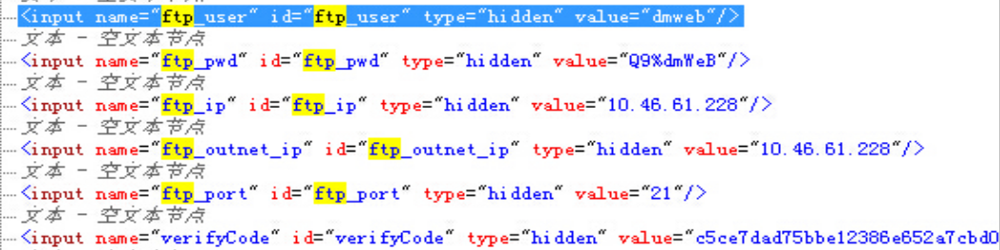 <input name="ftp_user" id="ftp_user" type="hidden" value="dmweb"/>
文本 - 空文本节点
<input name="ftp_pwd" id="ftp_pwd" type="hidden" value="Q9%dmWeB"/>
文本 - 空文本节点
<input name="ftp_ip" id="ftp_ip" type="hidden" value="10.46.61.228"/>
文本 - 空文本节点
<input name="ftp_outnet_ip" id="ftp_outnet_ip" type="hidden" value="10.46.61.228"/>
文本 - 空文本节点
<input name="ftp_port" id="ftp_port" type="hidden" value="21"/>
文本 - 空文本节点
<input name="verifyCode" id="verifyCode" type="hidden" value="c5ce7dad75bbe12386e652a7cbd0